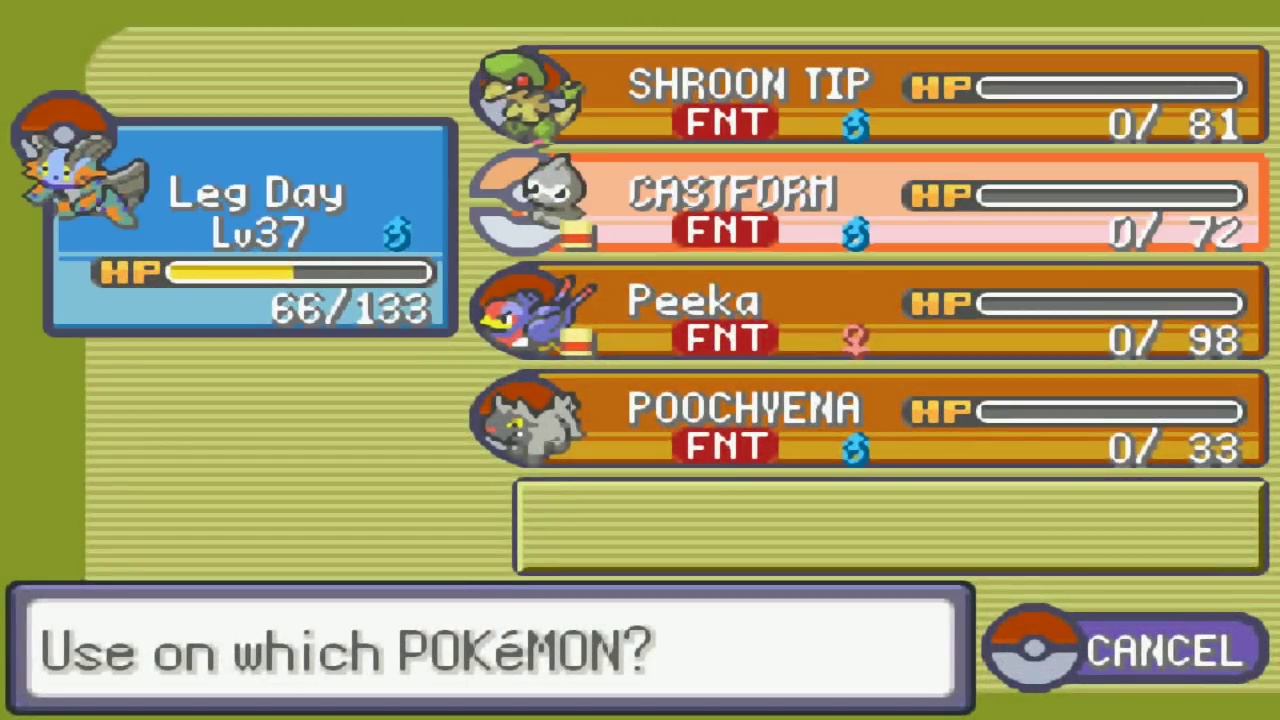 Leg Day
Lv37
HP
66/133
SHROON TIP HP
FNT 0/ 81
CASTFORM HP
FNT 0/ 72
Peeka HP
FNT ♀ 0/ 98
POOCHYENA HP
FNT 0/ 33
Use on which POKéMON?
CANCEL